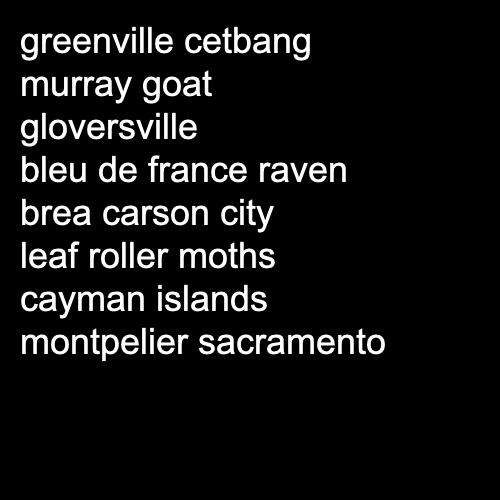 greenville cetbang
murray goat
gloversville
bleu de france raven
brea carson city
leaf roller moths
cayman islands
montpelier sacramento